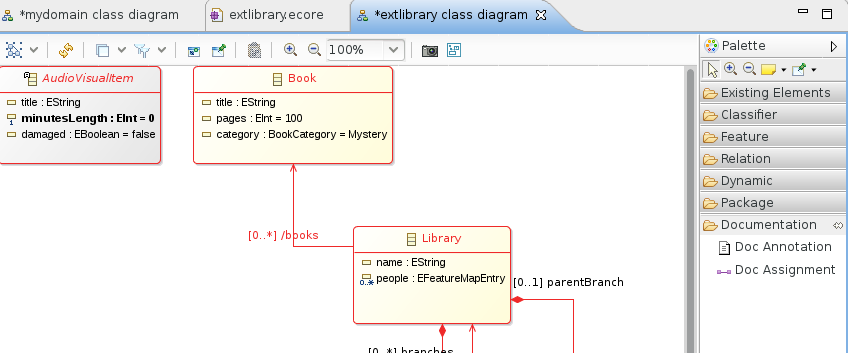 *mydomain class diagram
extlibrary.ecore
*extlibrary class diagram
100%
Palette
AudioVisualItem
title : EString
minutesLength : EInt = 0
damaged : EBoolean = false
Book
title : EString
pages : EInt = 100
category : BookCategory = Mystery
Existing Elements
Classifier
Feature
Relation
Dynamic
Package
Documentation
Doc Annotation
Doc Assignment
[0..*] /books
Library
name : EString
people : EFeatureMapEntry
0..*
[0..1] parentBranch
[0..*] branches